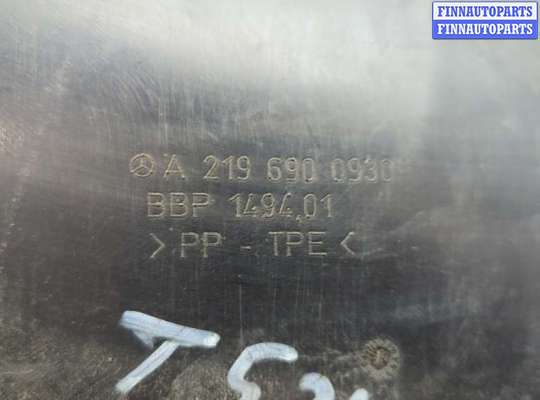 FINNAUTOPARTS
FINNAUTOPARTS
A 219 690 0930
BBP 1494,01
>PP - TPE<